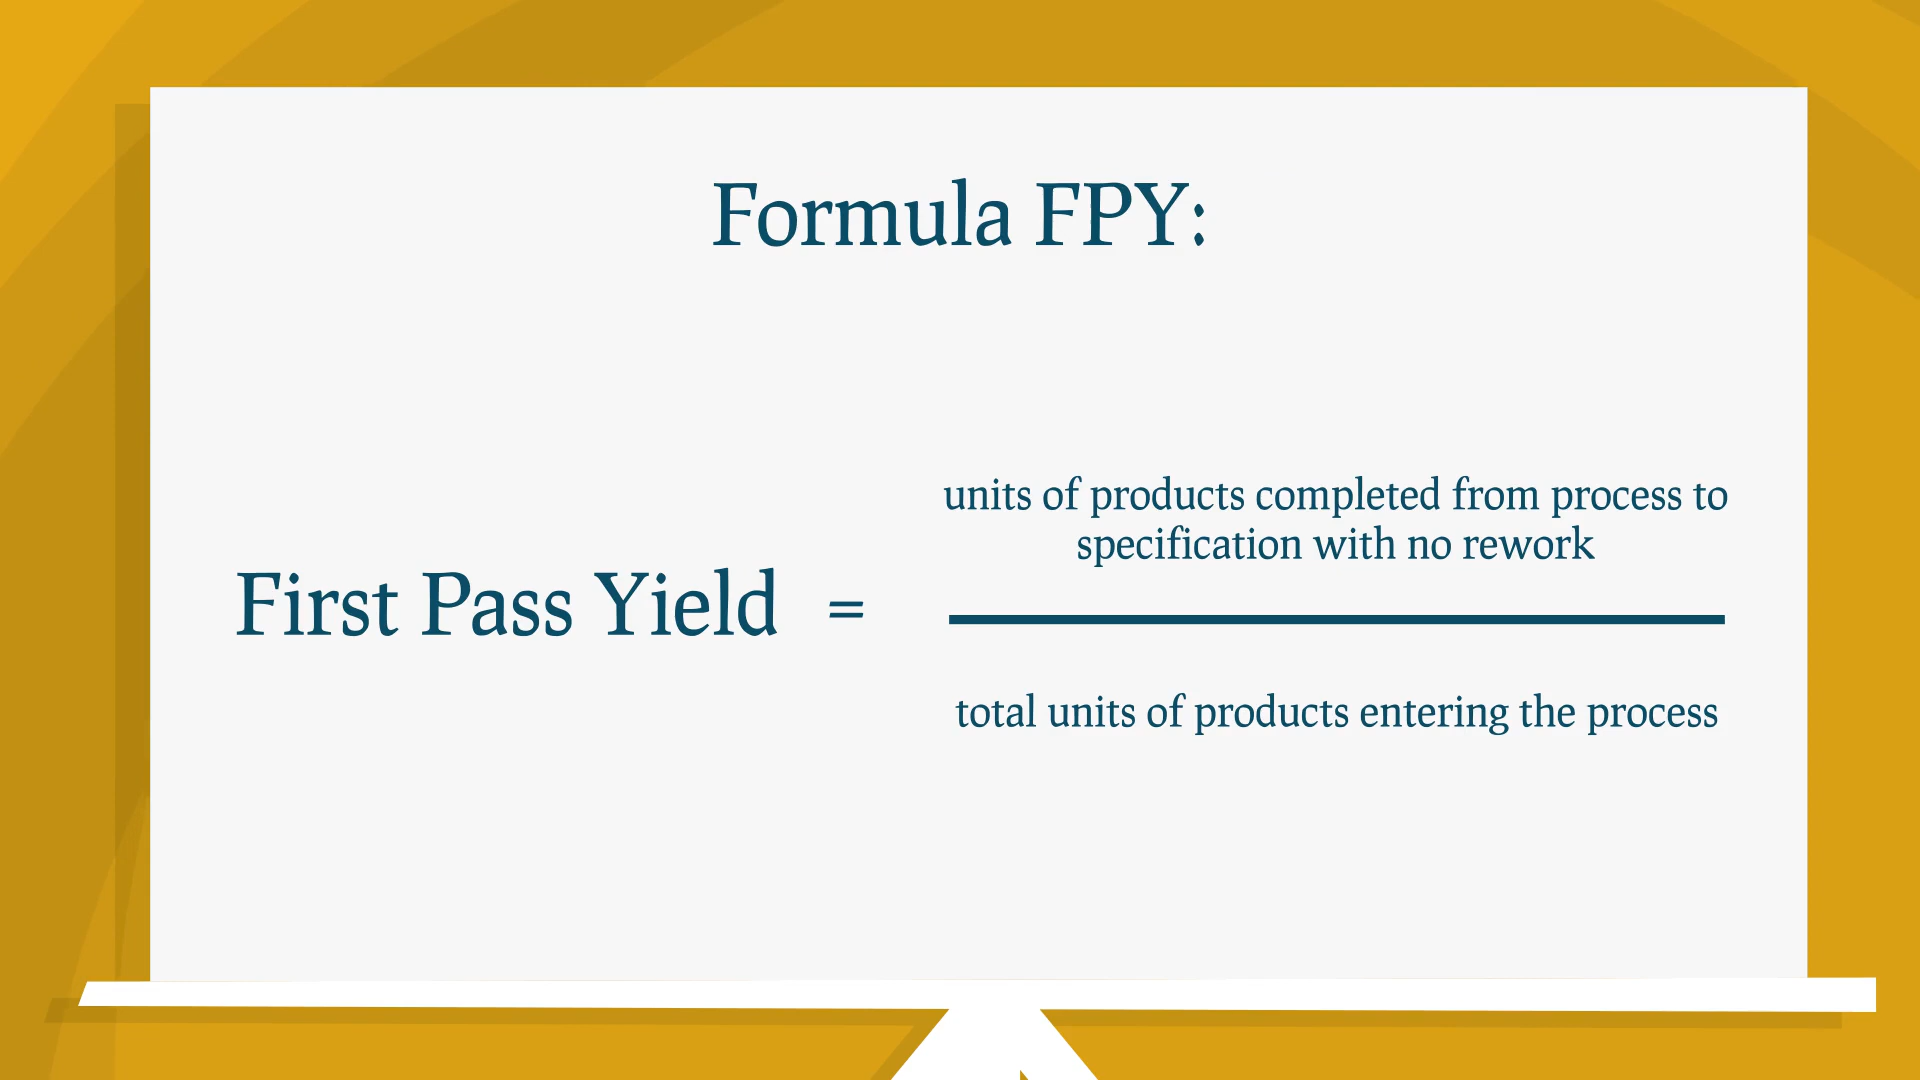 Formula FPY:
units of products completed from process to
specification with no rework
First Pass Yield =
total units of products entering the process